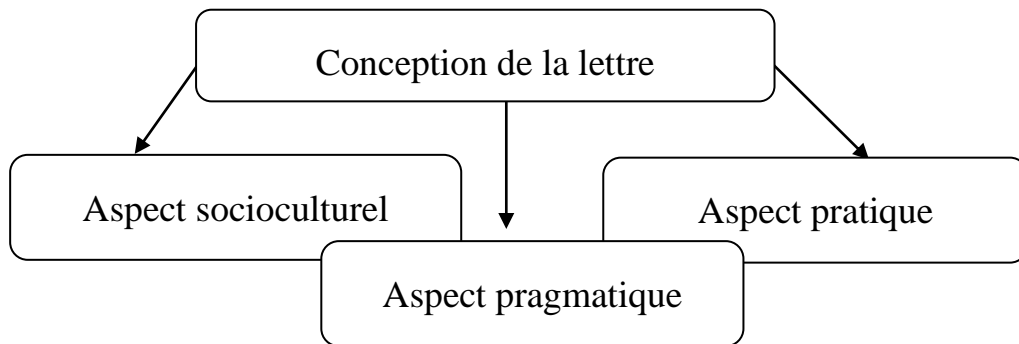 Conception de la lettre
Aspect socioculturel
Aspect pratique
Aspect pragmatique